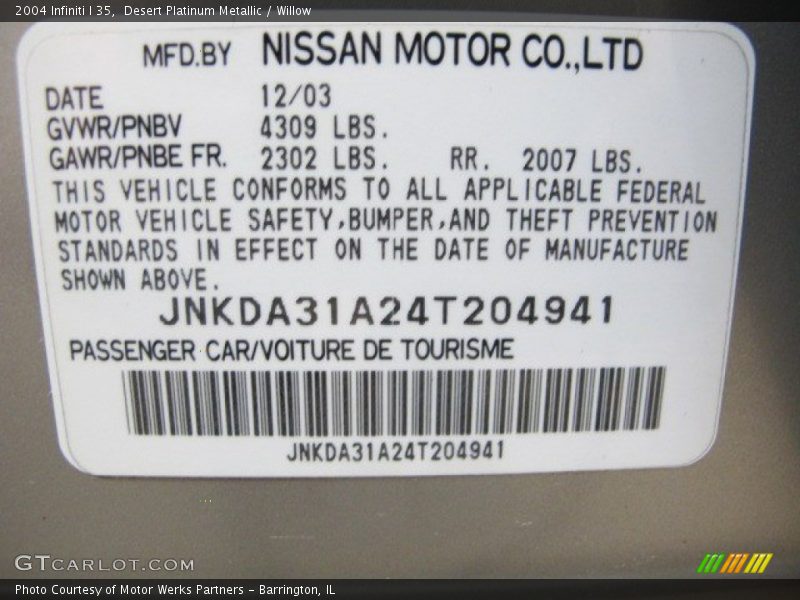 2004 Infiniti I 35,  Desert Platinum Metallic / Willow
MFD.BY NISSAN MOTOR CO.,LTD
DATE 12/03
GVWR/PNBV 4309 LBS.
GAWR/PNBE FR. 2302 LBS. RR. 2007 LBS.
THIS VEHICLE CONFORMS TO ALL APPLICABLE FEDERAL
MOTOR VEHICLE SAFETY,BUMPER,AND THEFT PREVENTION
STANDARDS IN EFFECT ON THE DATE OF MANUFACTURE
SHOWN ABOVE.
JNKDA31A24T204941
PASSENGER CAR/VOITURE DE TOURISME
JNKDA31A24T204941
GTCARLOT.COM
Photo Courtesy of Motor Werks Partners - Barrington, IL